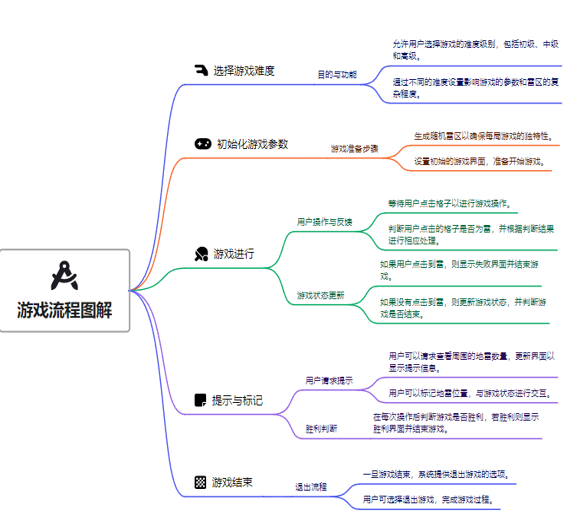 游戏流程图解
选择游戏难度
目的与功能
允许用户选择游戏的难度级别，包括初级、中级
和高级。
通过不同的难度设置影响游戏的参数和雷区的复
杂程度。
初始化游戏参数
游戏准备步骤
生成随机雷区以确保每局游戏的独特性。
设置初始的游戏界面，准备开始游戏。
游戏进行
用户操作与反馈
等待用户点击格子以进行游戏操作。
判断用户点击的格子是否为雷，并根据判断结果
进行相应处理。
游戏状态更新
如果用户点击到雷，则显示失败界面并结束游
戏。
如果没有点击到雷，则更新游戏状态，并判断游
戏是否结束。
提示与标记
用户请求提示
用户可以请求查看周围的地雷数量，更新界面以
显示提示信息。
用户可以标记地雷位置，与游戏状态进行交互。
胜利判断
在每次操作后判断游戏是否胜利，若胜利则显示
胜利界面并结束游戏。
游戏结束
退出流程
一旦游戏结束，系统提供退出游戏的选项。
用户可选择退出游戏，完成游戏过程。